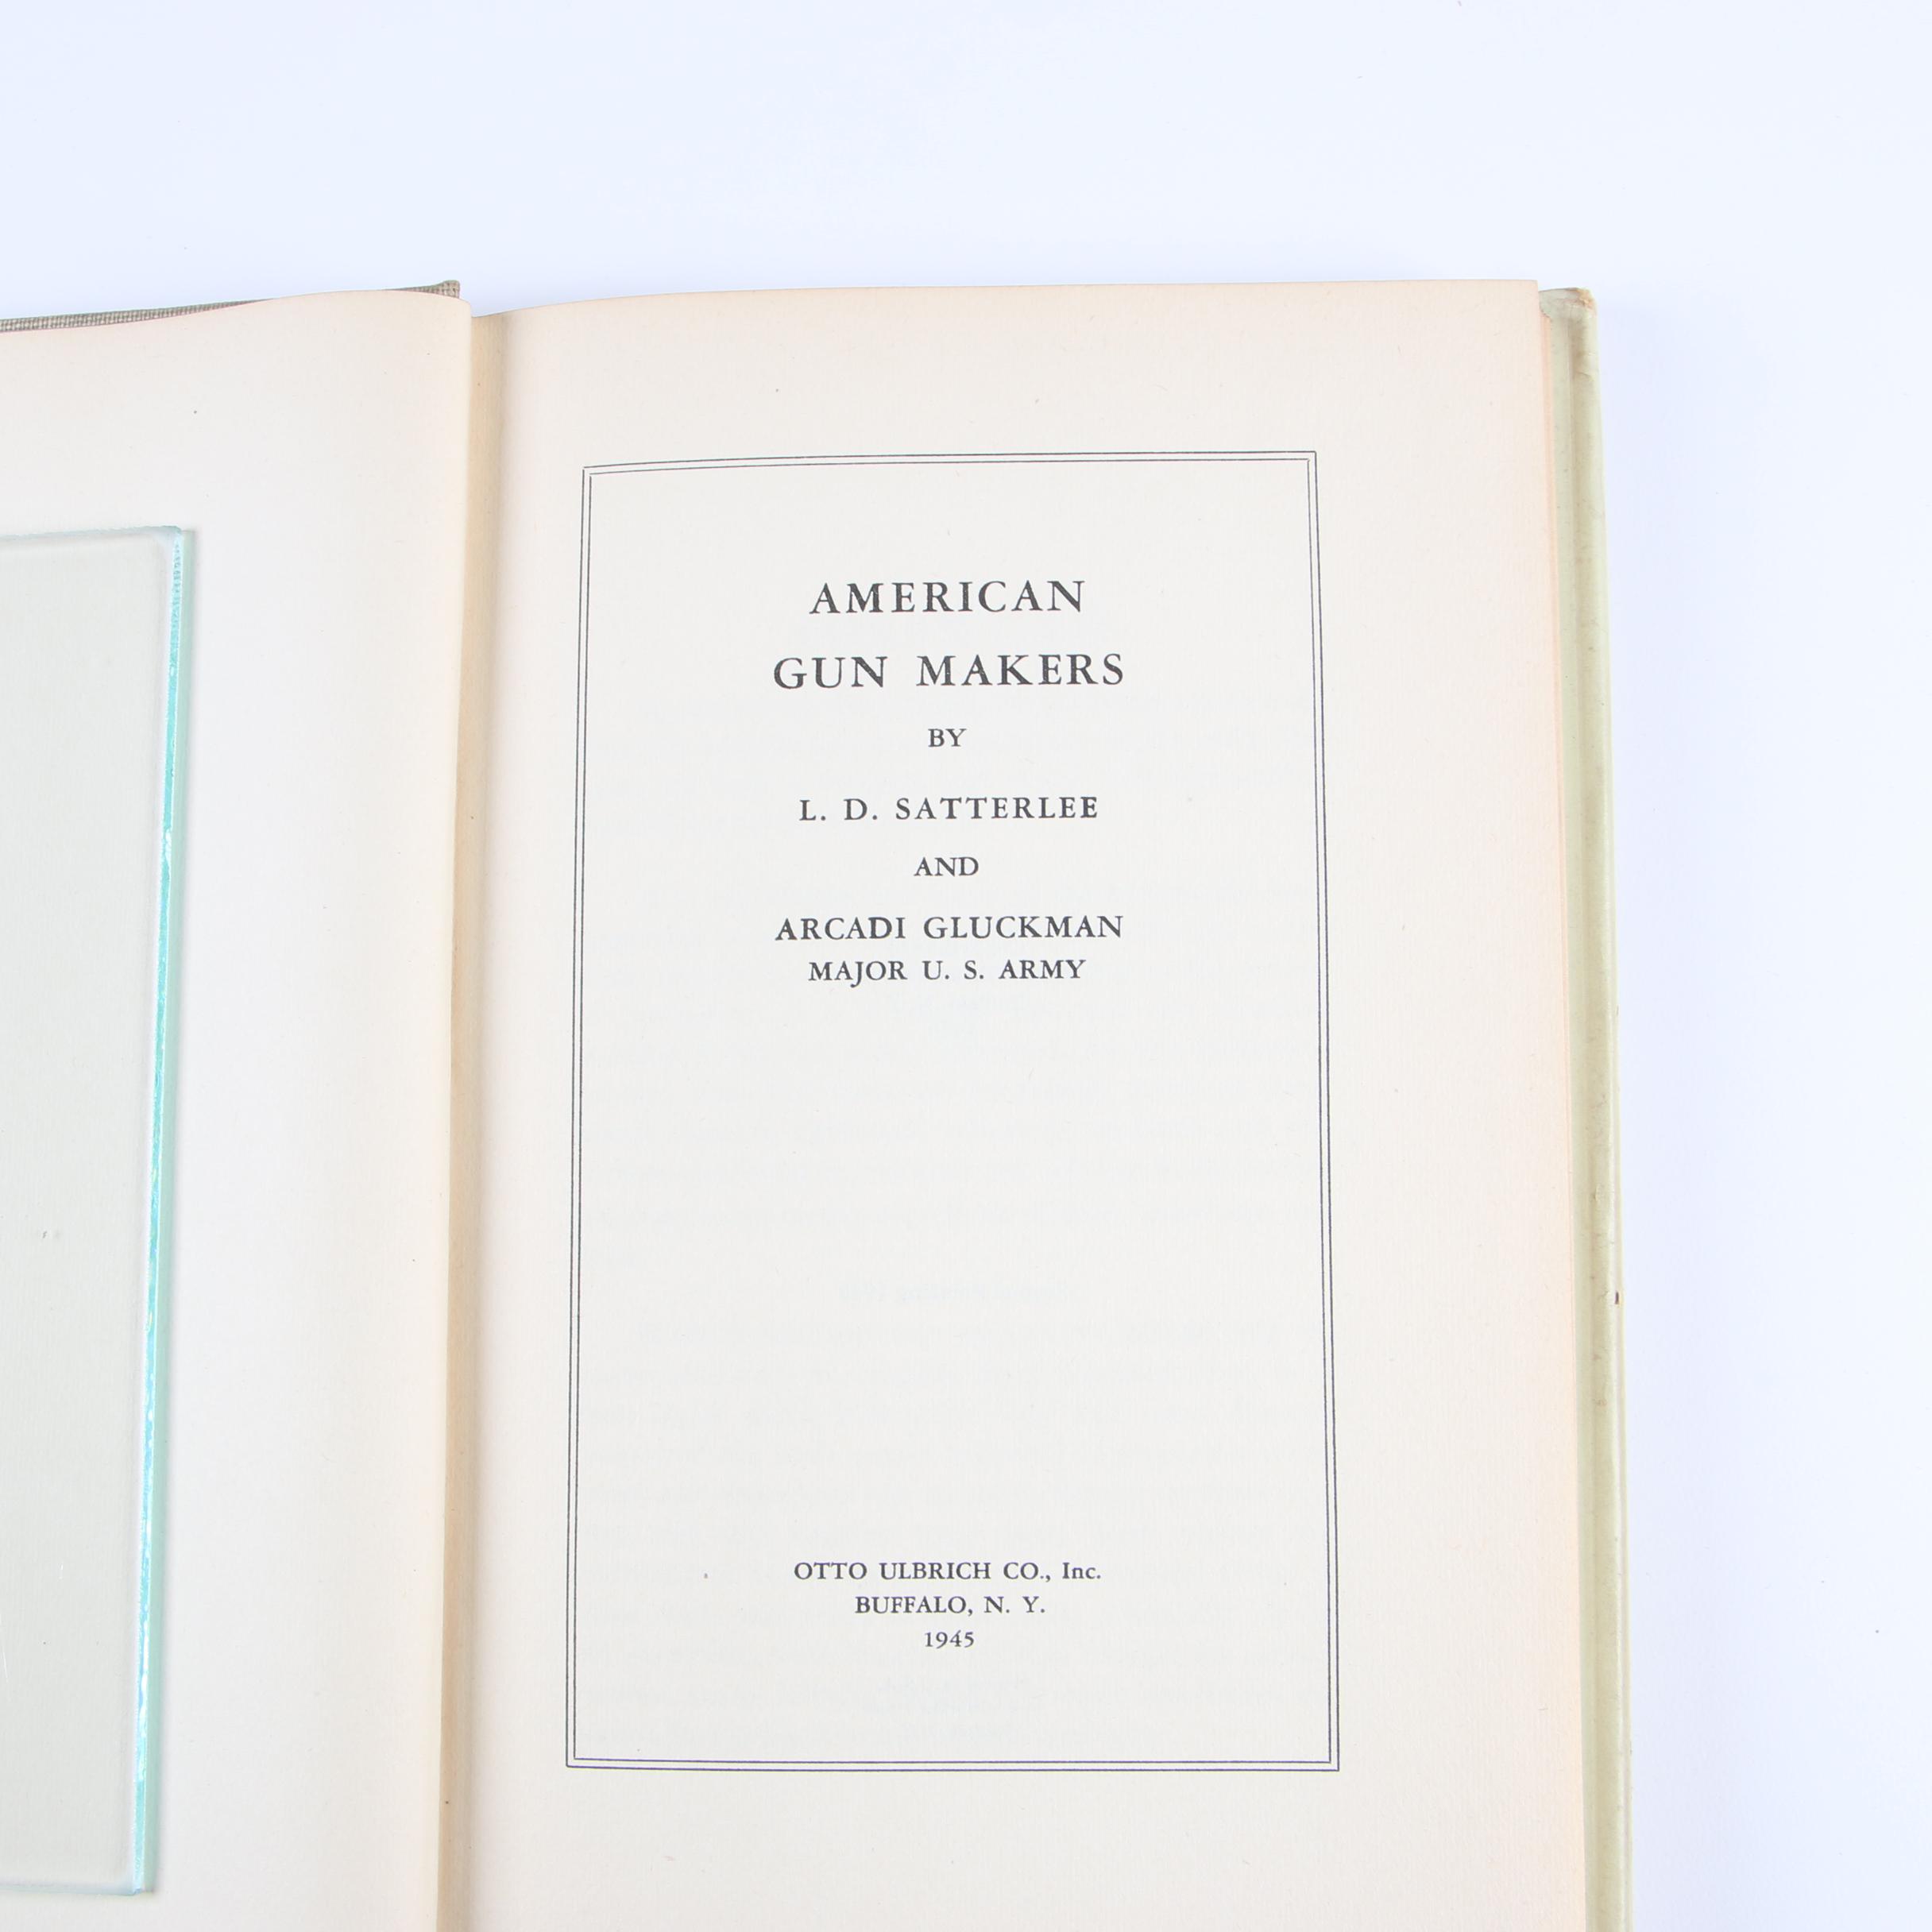 AMERICAN
GUN MAKERS
BY
L. D. SATTERLEE
AND
ARCADI GLUCKMAN
MAJOR U. S. ARMY
OTTO ULBRICH CO., Inc.
BUFFALO, N. Y.
1945